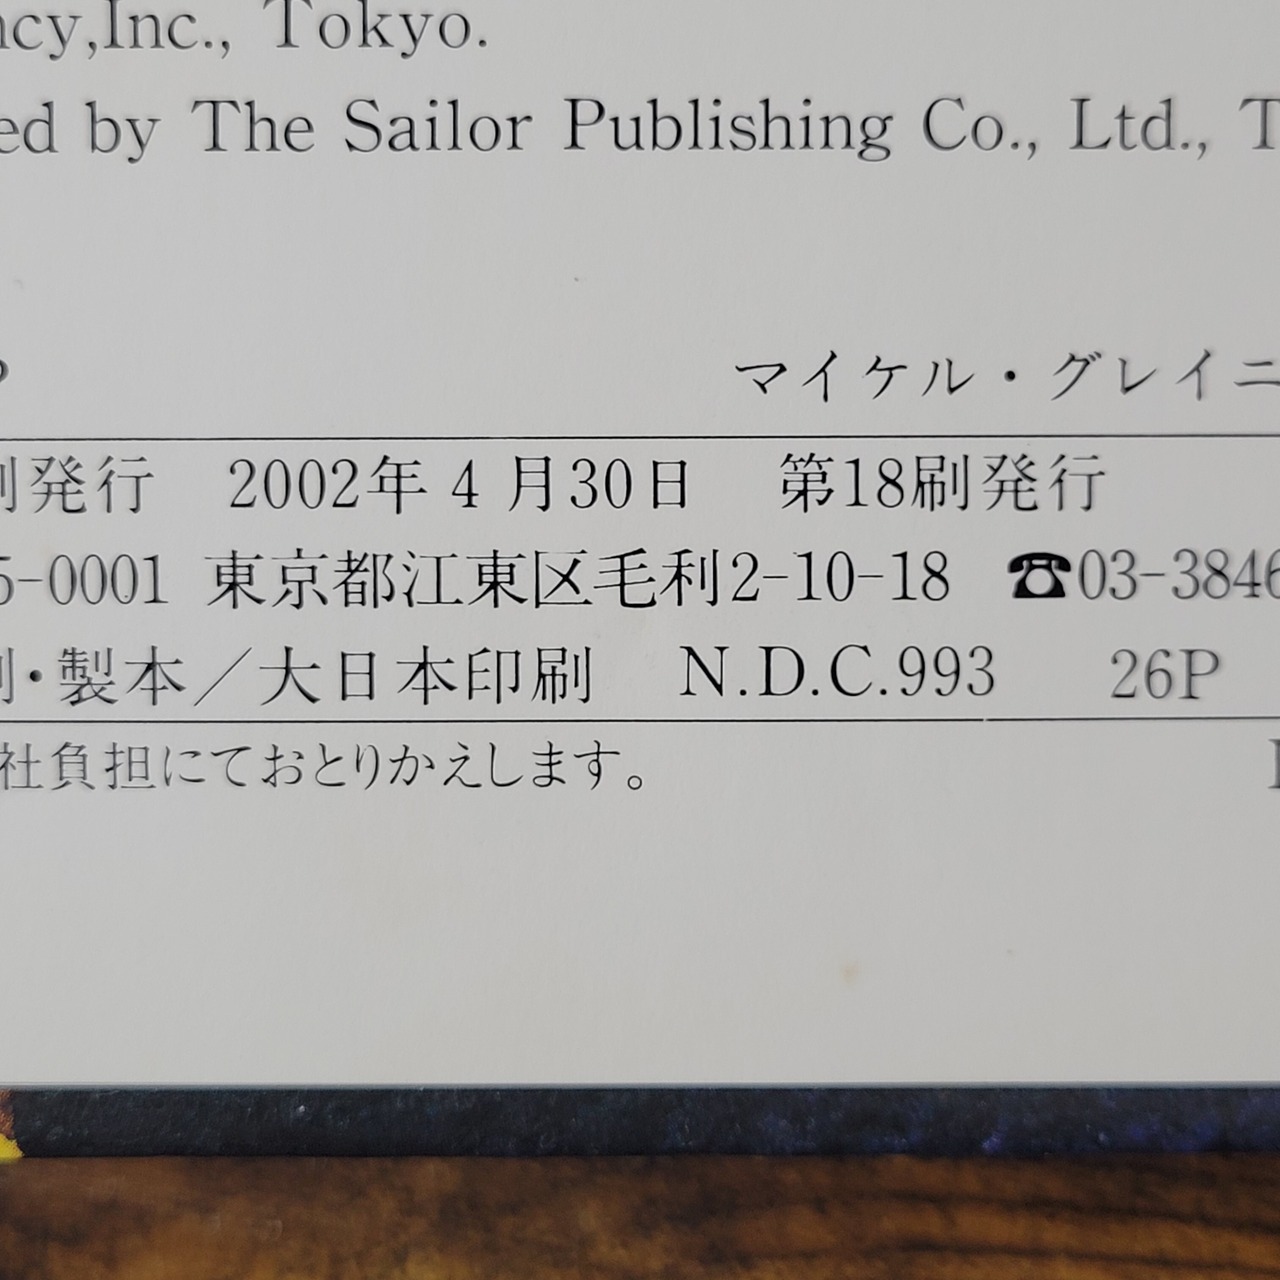 ncy,Inc., Tokyo.
ed by The Sailor Publishing Co., Ltd., T
マイケル・グレイニ
刷発行 2002年4月30日 第18刷発行
5-0001 東京都江東区毛利2-10-18 ☎03-3846
刷・製本／大日本印刷 N.D.C.993 26P
社負担にておとりかえします。